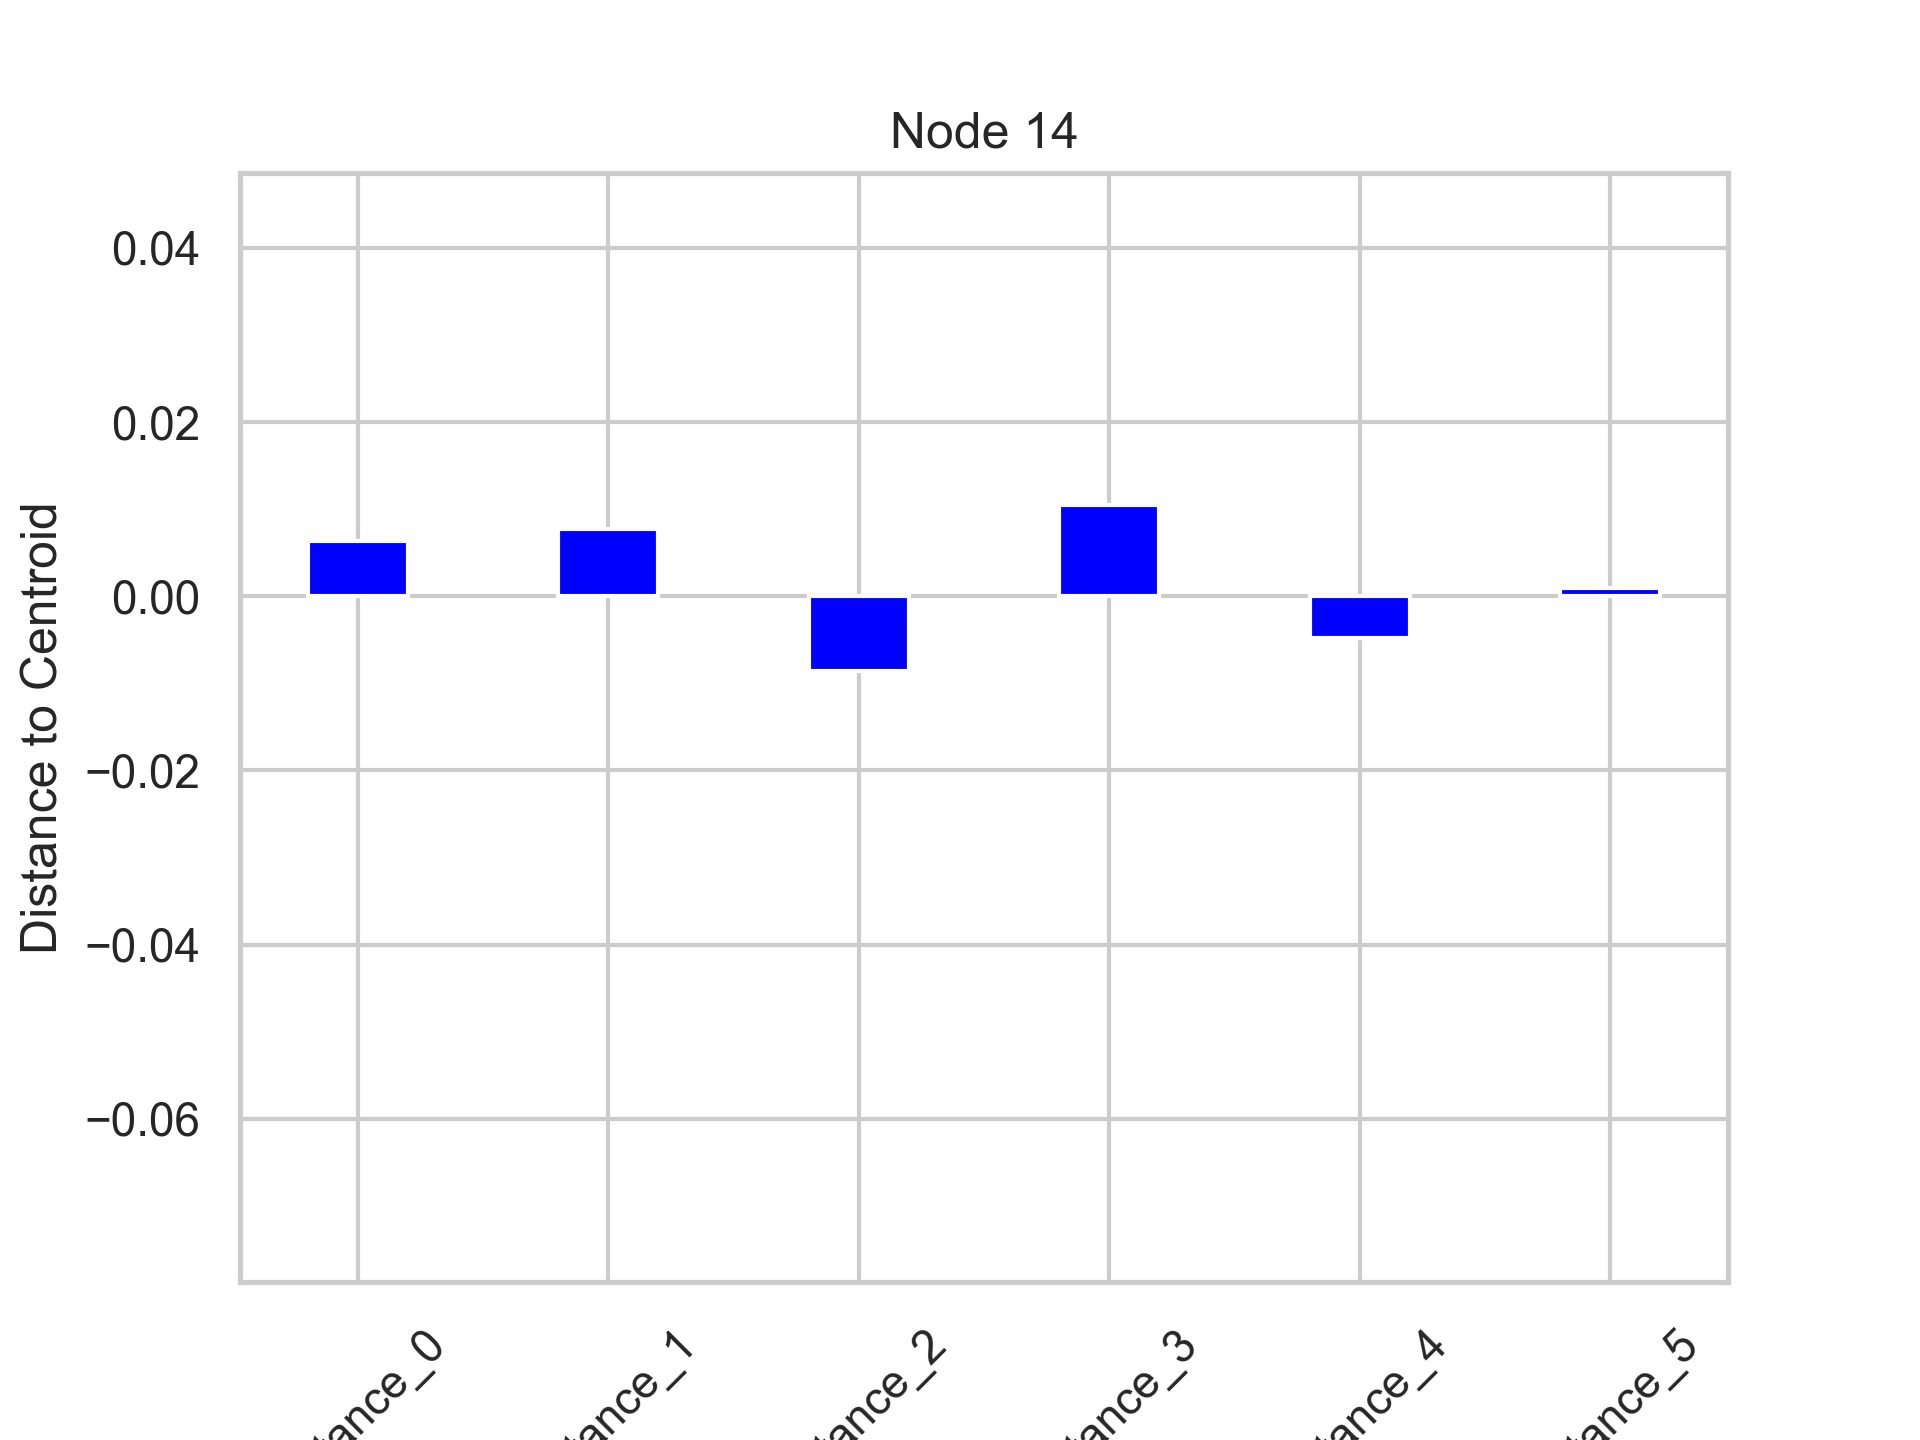 Node 14
Distance to Centroid
0.04
0.02
0.00
−0.02
−0.04
−0.06
tance_0
tance_1
tance_2
tance_3
tance_4
tance_5